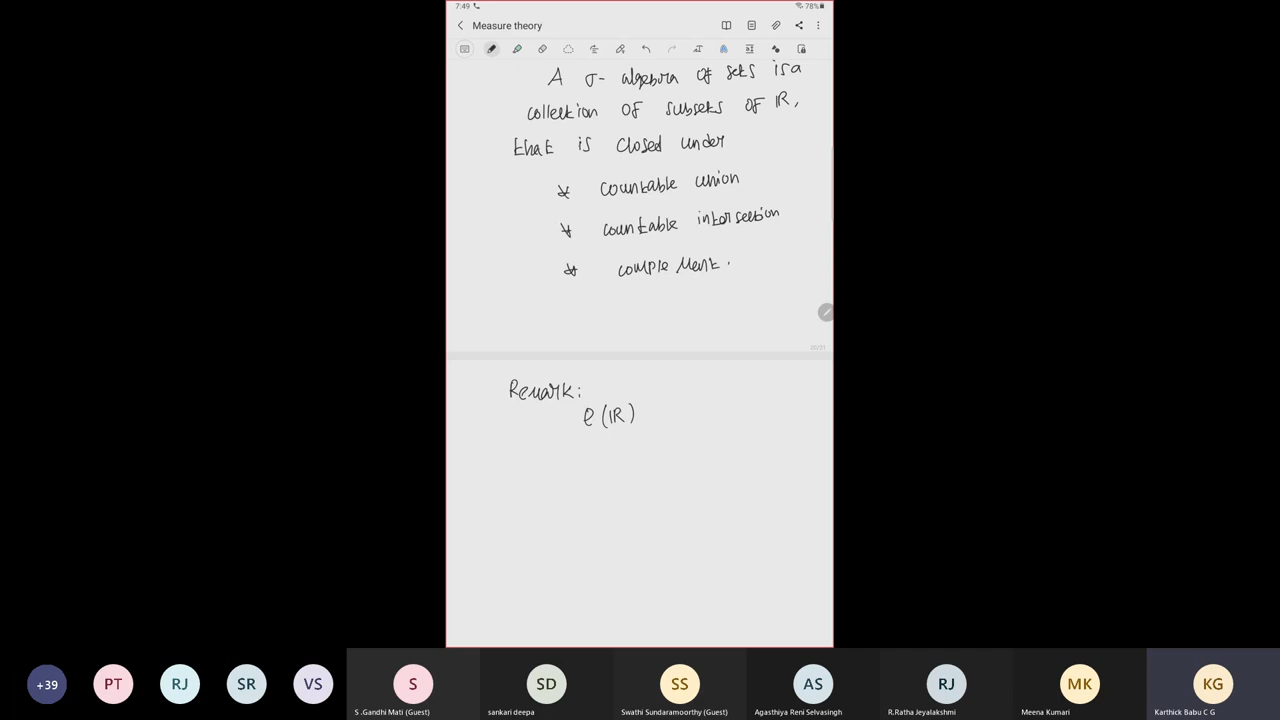 7:49
78%
Measure theory
A σ- algebra of sets is a
collection of subsets of ℝ,
that is closed under
* countable union
* countable intersection
* complement.
20/21
Remark:
℘(ℝ)
+39
PT
RJ
SR
VS
S
SD
SS
AS
RJ
MK
KG
S .Gandhi Mati (Guest)
sankari deepa
Swathi Sundaramoorthy (Guest)
Agasthiya Reni Selvasingh
R.Ratha Jeyalakshmi
Meena Kumari
Karthick Babu C G